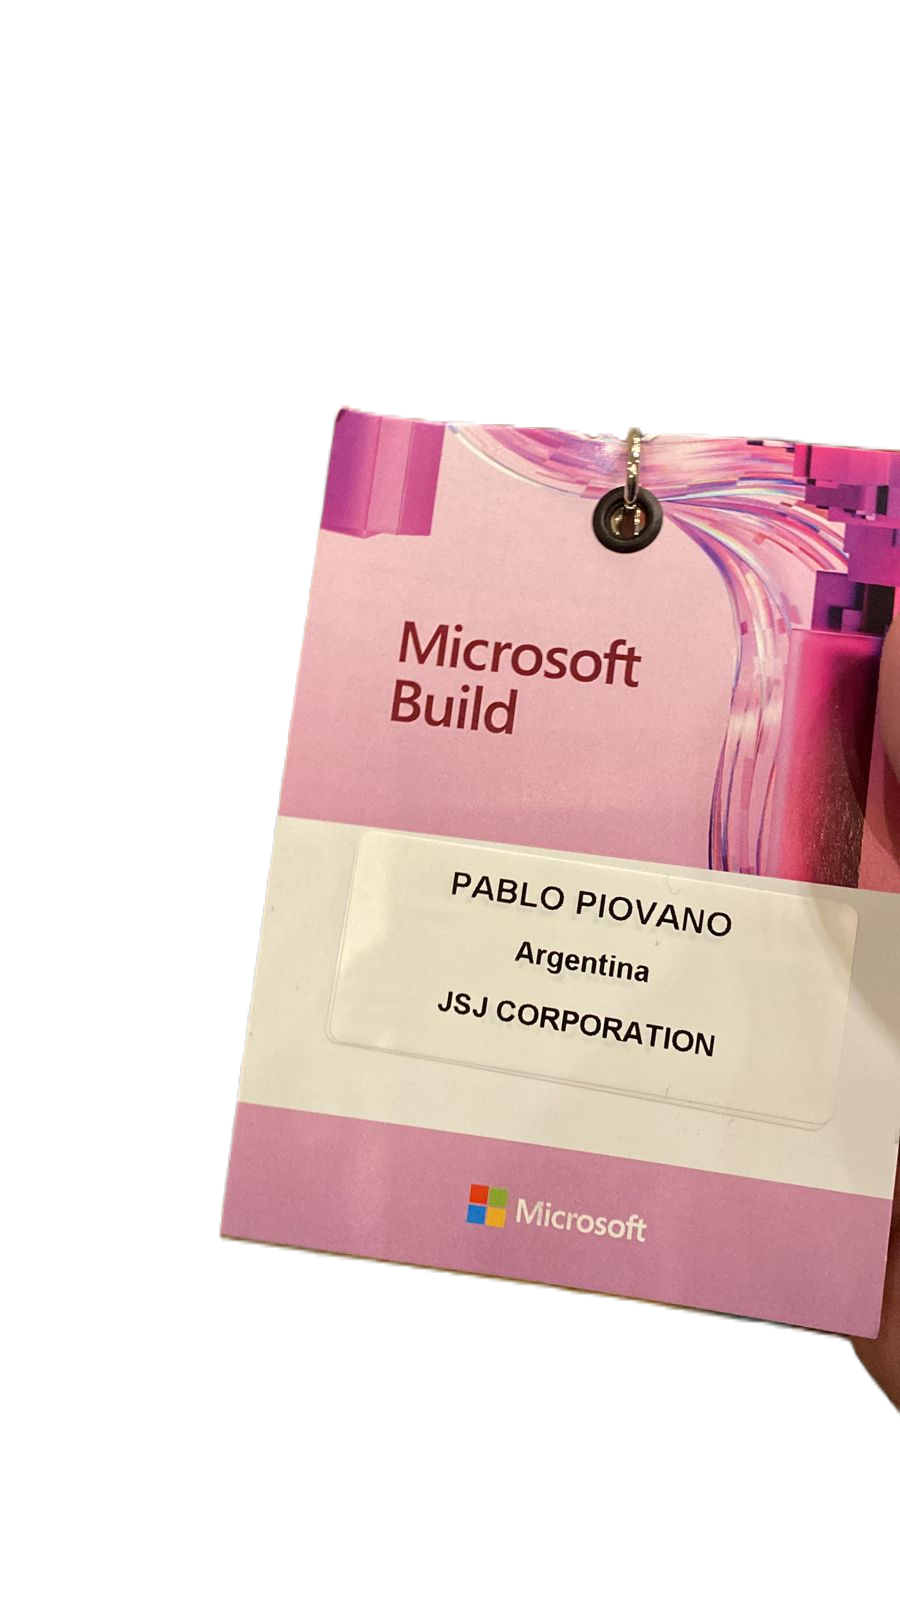 Microsoft
Build
PABLO PIOVANO
Argentina
JSJ CORPORATION
Microsoft